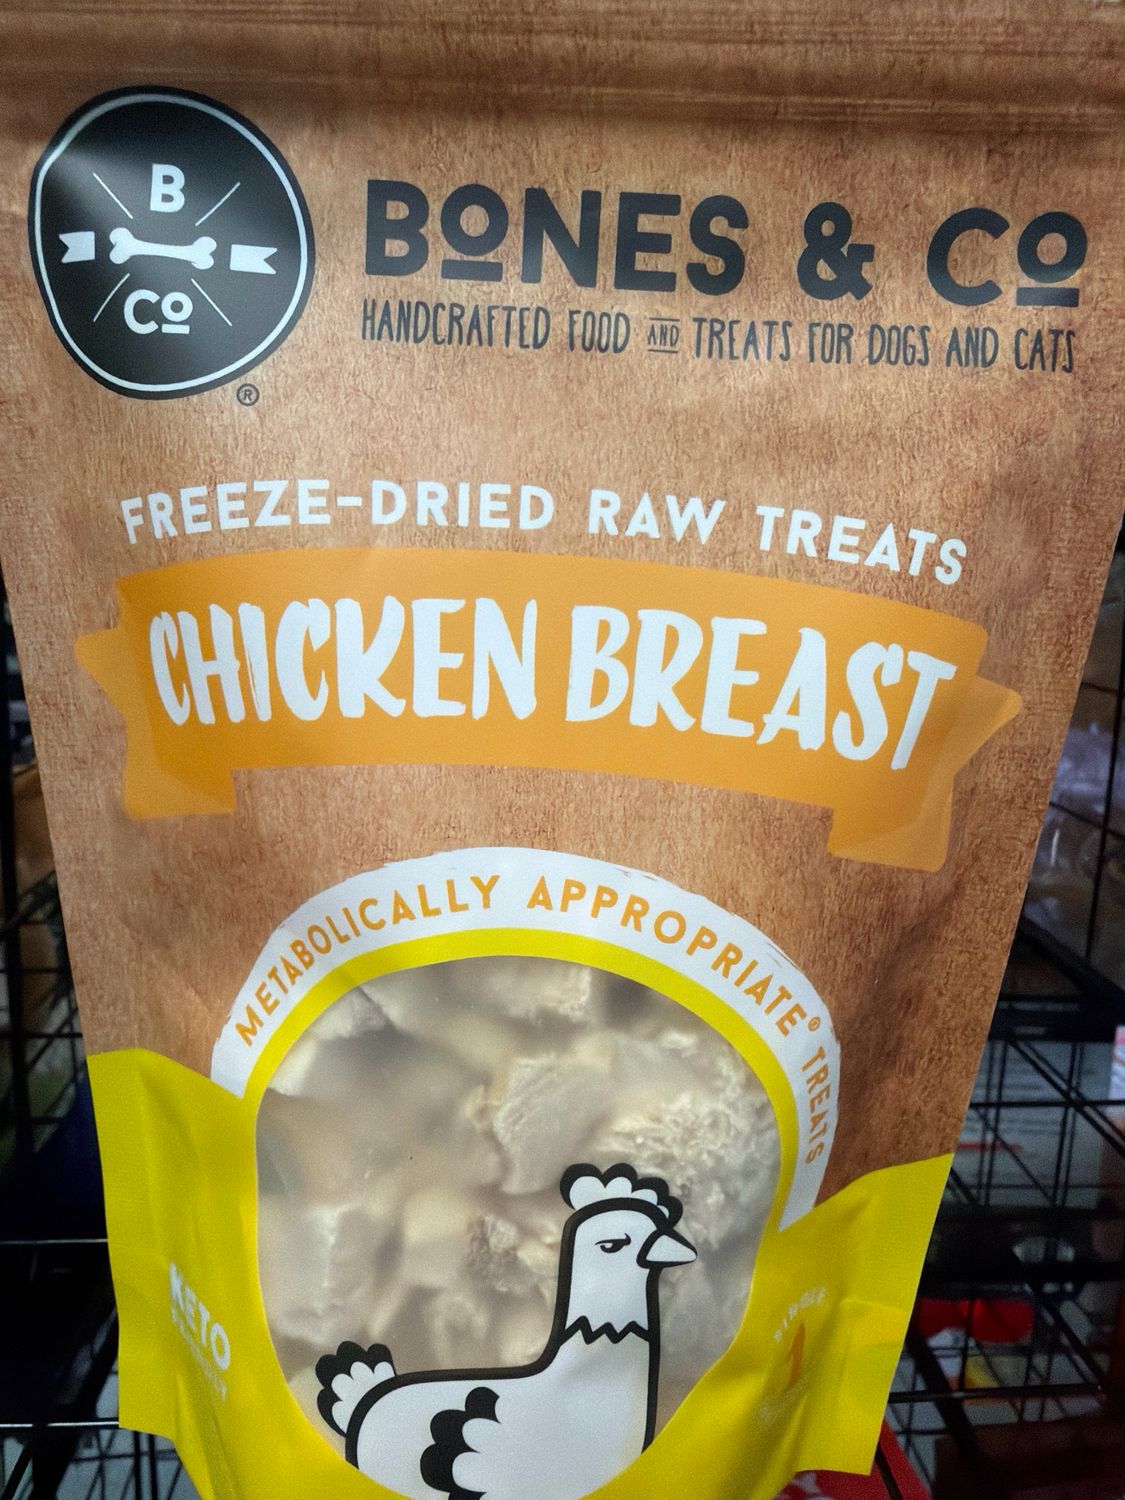 B
Co
®
BONES & Co
HANDCRAFTED FOOD AND TREATS FOR DOGS AND CATS
FREEZE-DRIED RAW TREATS
CHICKEN BREAST
METABOLICALLY APPROPRIATE® TREATS
KETO